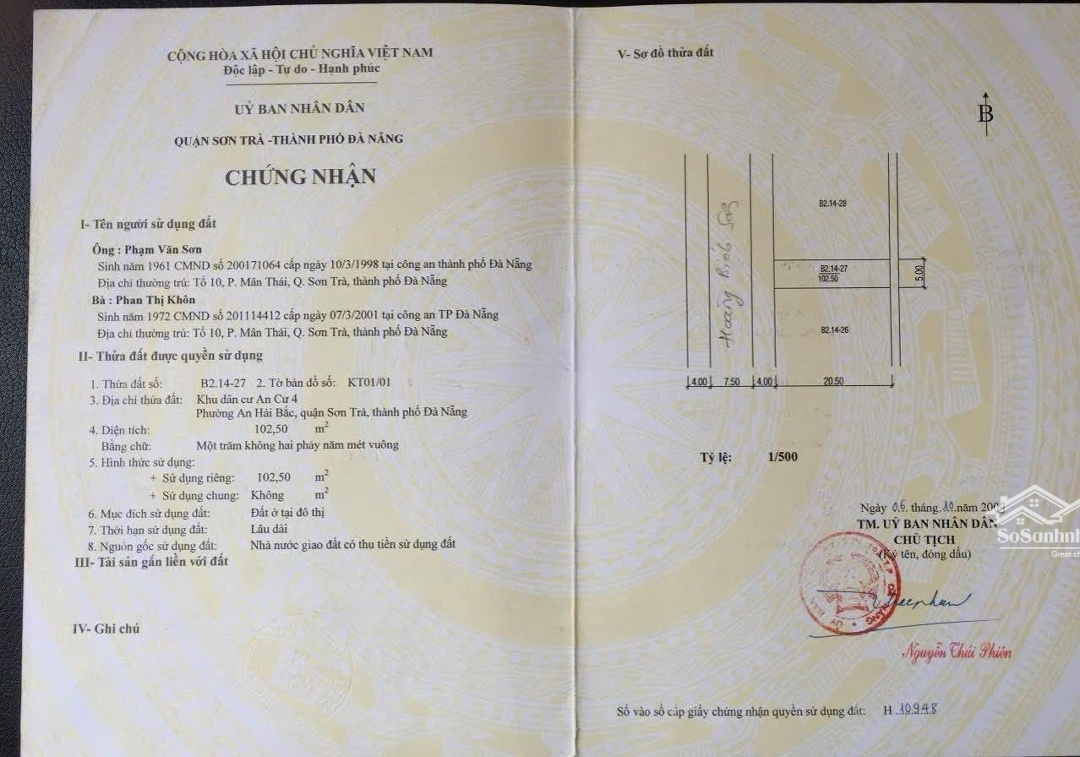 CỘNG HÒA XÃ HỘI CHỦ NGHĨA VIỆT NAM
Độc lập - Tự do - Hạnh phúc
UỶ BAN NHÂN DÂN
QUẬN SƠN TRÀ -THÀNH PHỐ ĐÀ NẴNG
CHỨNG NHẬN
I- Tên người sử dụng đất
Ông : Phạm Văn Sơn
Sinh năm 1961 CMND số 200171064 cấp ngày 10/3/1998 tại công an thành phố Đà Nẵng
Địa chỉ thường trú: Tổ 10, P. Mân Thái, Q. Sơn Trà, thành phố Đà Nẵng
Bà : Phan Thị Khôn
Sinh năm 1972 CMND số 201114412 cấp ngày 07/3/2001 tại công an TP Đà Nẵng
Địa chỉ thường trú: Tổ 10, P. Mân Thái, Q. Sơn Trà, thành phố Đà Nẵng
II- Thửa đất được quyền sử dụng
1. Thửa đất số: B2.14-27 2. Tờ bản đồ số: KT01/01
3. Địa chỉ thửa đất: Khu dân cư An Cư 4
Phường An Hải Bắc, quận Sơn Trà, thành phố Đà Nẵng
4. Diện tích: 102,50 m²
Bằng chữ: Một trăm không hai phảy năm mét vuông
5. Hình thức sử dụng:
+ Sử dụng riêng: 102,50 m²
+ Sử dụng chung: Không m²
6. Mục đích sử dụng đất: Đất ở tại đô thị
7. Thời hạn sử dụng đất: Lâu dài
8. Nguồn gốc sử dụng đất: Nhà nước giao đất có thu tiền sử dụng đất
III- Tài sản gắn liền với đất
IV- Ghi chú
V- Sơ đồ thửa đất
B
B2.14-28
B2.14-27
102.50
5.00
B2.14-26
Hoàng Bích Sơn
4.00 7.50 4.00 20.50
Tỷ lệ: 1/500
Ngày 06 tháng 10 năm
TM. UỶ BAN NHÂN DÂN
CHỦ TỊCH
(Ký tên, đóng dấu)
Nguyễn Thái Phiên
Số vào sổ cấp giấy chứng nhận quyền sử dụng đất: H 10948